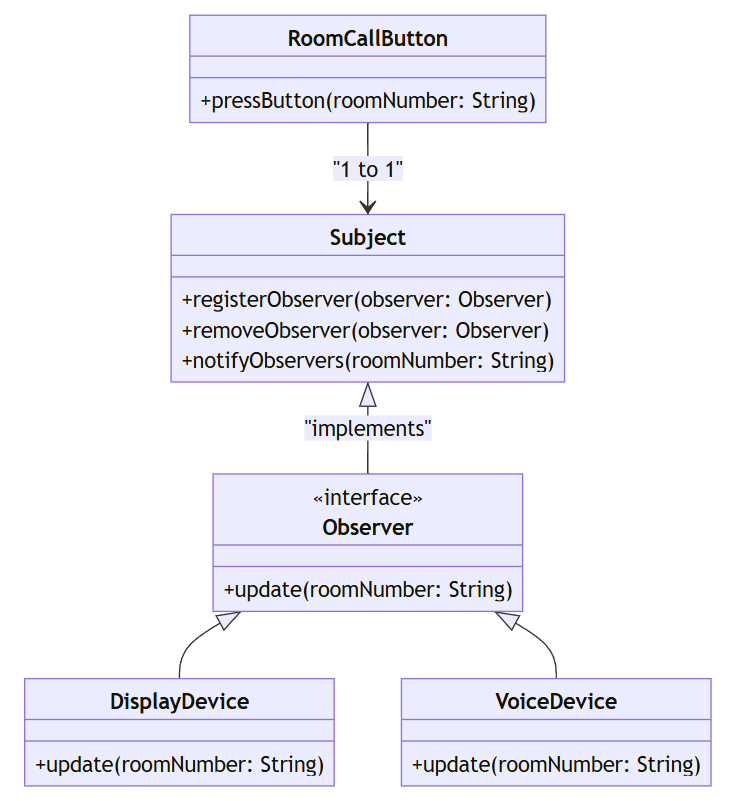 RoomCallButton
+pressButton(roomNumber: String)
"1 to 1"
Subject
+registerObserver(observer: Observer)
+removeObserver(observer: Observer)
+notifyObservers(roomNumber: String)
"implements"
«interface»
Observer
+update(roomNumber: String)
DisplayDevice
+update(roomNumber: String)
VoiceDevice
+update(roomNumber: String)